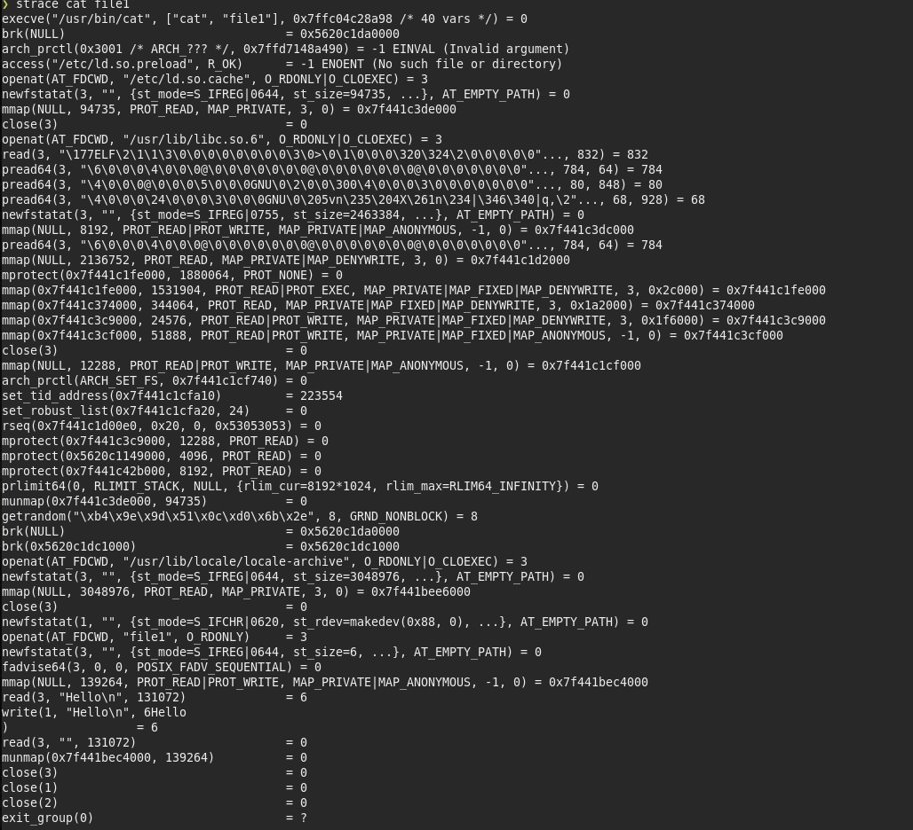 ❯ strace cat file1
execve("/usr/bin/cat", ["cat", "file1"], 0x7ffc04c28a98 /* 40 vars */) = 0
brk(NULL)                               = 0x5620c1da0000
arch_prctl(0x3001 /* ARCH_??? */, 0x7ffd7148a490) = -1 EINVAL (Invalid argument)
access("/etc/ld.so.preload", R_OK)      = -1 ENOENT (No such file or directory)
openat(AT_FDCWD, "/etc/ld.so.cache", O_RDONLY|O_CLOEXEC) = 3
newfstatat(3, "", {st_mode=S_IFREG|0644, st_size=94735, ...}, AT_EMPTY_PATH) = 0
mmap(NULL, 94735, PROT_READ, MAP_PRIVATE, 3, 0) = 0x7f441c3de000
close(3)                                = 0
openat(AT_FDCWD, "/usr/lib/libc.so.6", O_RDONLY|O_CLOEXEC) = 3
read(3, "\177ELF\2\1\1\3\0\0\0\0\0\0\0\0\3\0>\0\1\0\0\0\320\324\2\0\0\0\0\0"..., 832) = 832
pread64(3, "\6\0\0\0\4\0\0\0@\0\0\0\0\0\0\0@\0\0\0\0\0\0\0@\0\0\0\0\0\0\0"..., 784, 64) = 784
pread64(3, "\4\0\0\0@\0\0\0\5\0\0\0GNU\0\2\0\0\300\4\0\0\0\3\0\0\0\0\0\0\0"..., 80, 848) = 80
pread64(3, "\4\0\0\0\24\0\0\0\3\0\0\0GNU\0\205vn\235\204X\261n\234|\346\340|q,\2"..., 68, 928) = 68
newfstatat(3, "", {st_mode=S_IFREG|0755, st_size=2463384, ...}, AT_EMPTY_PATH) = 0
mmap(NULL, 8192, PROT_READ|PROT_WRITE, MAP_PRIVATE|MAP_ANONYMOUS, -1, 0) = 0x7f441c3dc000
pread64(3, "\6\0\0\0\4\0\0\0@\0\0\0\0\0\0\0@\0\0\0\0\0\0\0@\0\0\0\0\0\0\0"..., 784, 64) = 784
mmap(NULL, 2136752, PROT_READ, MAP_PRIVATE|MAP_DENYWRITE, 3, 0) = 0x7f441c1d2000
mprotect(0x7f441c1fe000, 1880064, PROT_NONE) = 0
mmap(0x7f441c1fe000, 1531904, PROT_READ|PROT_EXEC, MAP_PRIVATE|MAP_FIXED|MAP_DENYWRITE, 3, 0x2c000) = 0x7f441c1fe000
mmap(0x7f441c374000, 344064, PROT_READ, MAP_PRIVATE|MAP_FIXED|MAP_DENYWRITE, 3, 0x1a2000) = 0x7f441c374000
mmap(0x7f441c3c9000, 24576, PROT_READ|PROT_WRITE, MAP_PRIVATE|MAP_FIXED|MAP_DENYWRITE, 3, 0x1f6000) = 0x7f441c3c9000
mmap(0x7f441c3cf000, 51888, PROT_READ|PROT_WRITE, MAP_PRIVATE|MAP_FIXED|MAP_ANONYMOUS, -1, 0) = 0x7f441c3cf000
close(3)                                = 0
mmap(NULL, 12288, PROT_READ|PROT_WRITE, MAP_PRIVATE|MAP_ANONYMOUS, -1, 0) = 0x7f441c1cf000
arch_prctl(ARCH_SET_FS, 0x7f441c1cf740) = 0
set_tid_address(0x7f441c1cfa10)         = 223554
set_robust_list(0x7f441c1cfa20, 24)     = 0
rseq(0x7f441c1d00e0, 0x20, 0, 0x53053053) = 0
mprotect(0x7f441c3c9000, 12288, PROT_READ) = 0
mprotect(0x5620c1149000, 4096, PROT_READ) = 0
mprotect(0x7f441c42b000, 8192, PROT_READ) = 0
prlimit64(0, RLIMIT_STACK, NULL, {rlim_cur=8192*1024, rlim_max=RLIM64_INFINITY}) = 0
munmap(0x7f441c3de000, 94735)           = 0
getrandom("\xb4\x9e\x9d\x51\x0c\xd0\x6b\x2e", 8, GRND_NONBLOCK) = 8
brk(NULL)                               = 0x5620c1da0000
brk(0x5620c1dc1000)                     = 0x5620c1dc1000
openat(AT_FDCWD, "/usr/lib/locale/locale-archive", O_RDONLY|O_CLOEXEC) = 3
newfstatat(3, "", {st_mode=S_IFREG|0644, st_size=3048976, ...}, AT_EMPTY_PATH) = 0
mmap(NULL, 3048976, PROT_READ, MAP_PRIVATE, 3, 0) = 0x7f441bee6000
close(3)                                = 0
newfstatat(1, "", {st_mode=S_IFCHR|0620, st_rdev=makedev(0x88, 0), ...}, AT_EMPTY_PATH) = 0
openat(AT_FDCWD, "file1", O_RDONLY)     = 3
newfstatat(3, "", {st_mode=S_IFREG|0644, st_size=6, ...}, AT_EMPTY_PATH) = 0
fadvise64(3, 0, 0, POSIX_FADV_SEQUENTIAL) = 0
mmap(NULL, 139264, PROT_READ|PROT_WRITE, MAP_PRIVATE|MAP_ANONYMOUS, -1, 0) = 0x7f441bec4000
read(3, "Hello\n", 131072)              = 6
write(1, "Hello\n", 6Hello
)                  = 6
read(3, "", 131072)                     = 0
munmap(0x7f441bec4000, 139264)          = 0
close(3)                                = 0
close(1)                                = 0
close(2)                                = 0
exit_group(0)                           = ?